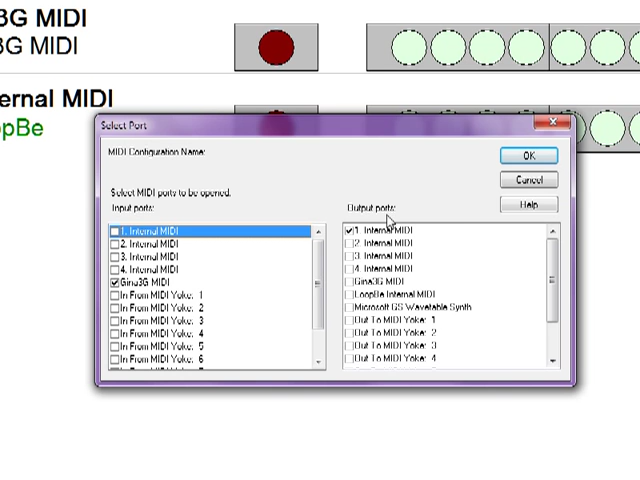 3G MIDI
3G MIDI
ernal MIDI
opBe
Select Port
MIDI Configuration Name:
OK
Cancel
Help
Select MIDI ports to be opened.
Input ports:
Output ports:
1. Internal MIDI
2. Internal MIDI
3. Internal MIDI
4. Internal MIDI
Gina3G MIDI
In From MIDI Yoke: 1
In From MIDI Yoke: 2
In From MIDI Yoke: 3
In From MIDI Yoke: 4
In From MIDI Yoke: 5
In From MIDI Yoke: 6
1. Internal MIDI
2. Internal MIDI
3. Internal MIDI
4. Internal MIDI
Gina3G MIDI
LoopBe Internal MIDI
Microsoft GS Wavetable Synth
Out To MIDI Yoke: 1
Out To MIDI Yoke: 2
Out To MIDI Yoke: 3
Out To MIDI Yoke: 4